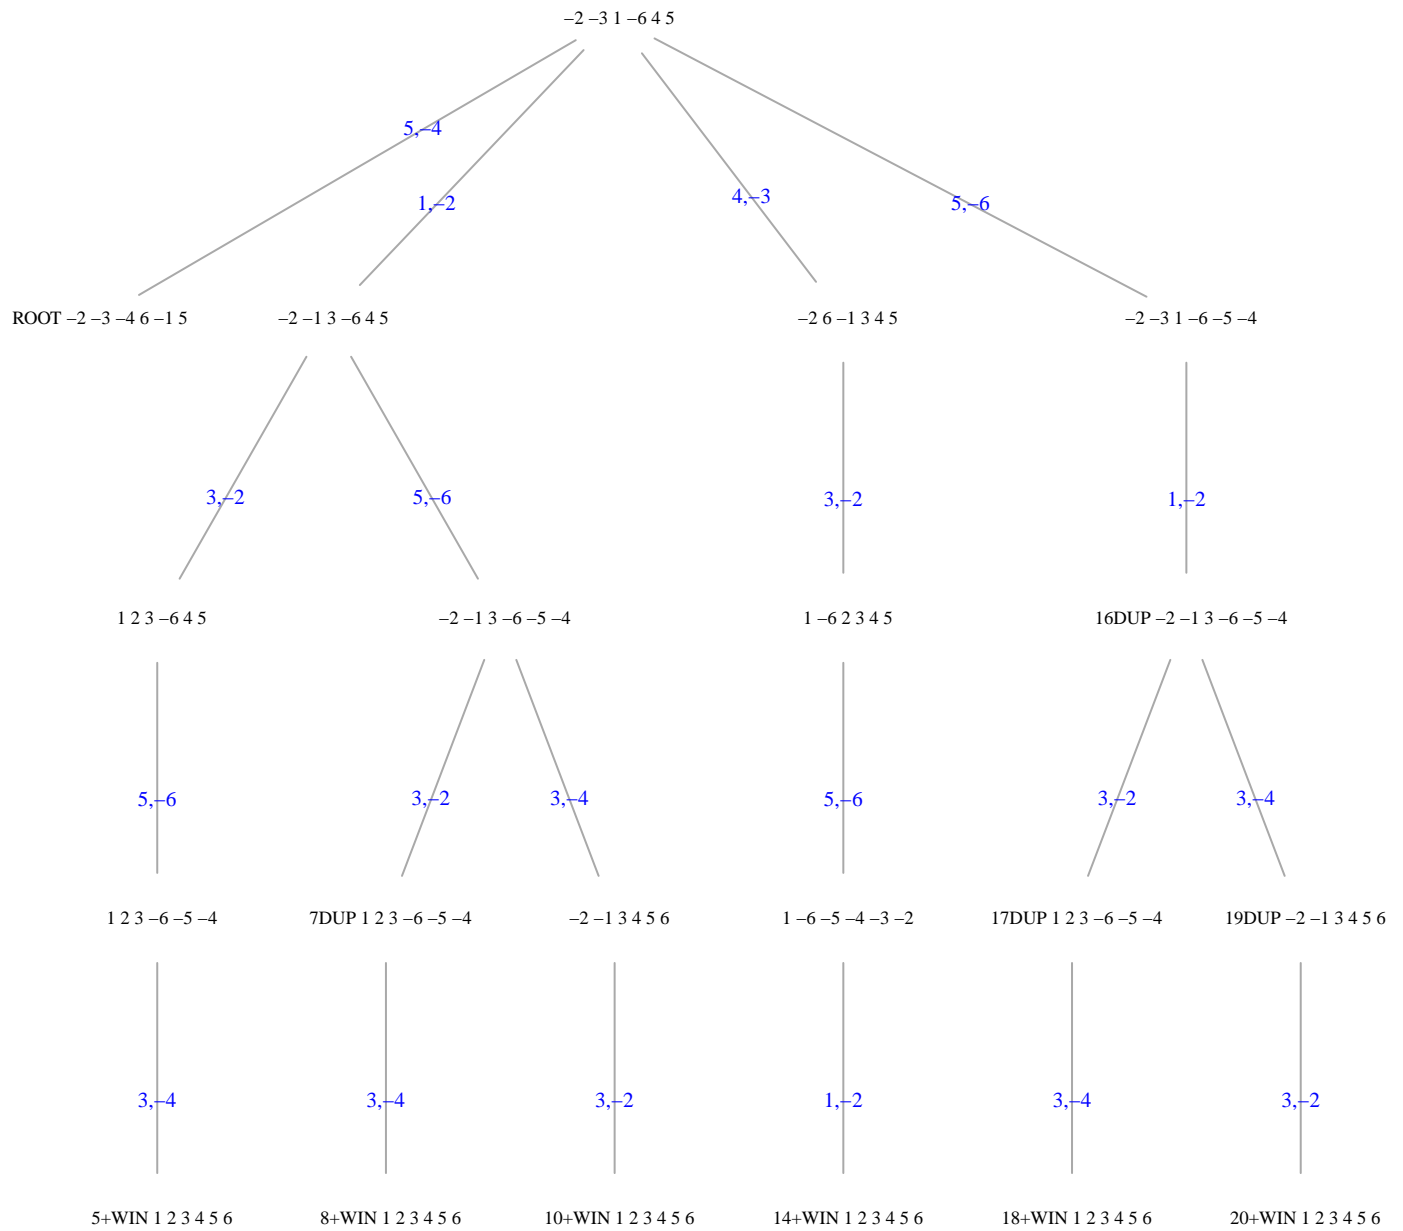 –2 –3 1 –6 4 5
5,–4
1,–2
4,–3
5,–6
ROOT –2 –3 –4 6 –1 5
–2 –1 3 –6 4 5
–2 6 –1 3 4 5
–2 –3 1 –6 –5 –4
3,–2
5,–6
3,–2
1,–2
1 2 3 –6 4 5
–2 –1 3 –6 –5 –4
1 –6 2 3 4 5
16DUP –2 –1 3 –6 –5 –4
5,–6
3,–2
3,–4
5,–6
3,–2
3,–4
1 2 3 –6 –5 –4
7DUP 1 2 3 –6 –5 –4
–2 –1 3 4 5 6
1 –6 –5 –4 –3 –2
17DUP 1 2 3 –6 –5 –4
19DUP –2 –1 3 4 5 6
3,–4
3,–4
3,–2
1,–2
3,–4
3,–2
5+WIN 1 2 3 4 5 6
8+WIN 1 2 3 4 5 6
10+WIN 1 2 3 4 5 6
14+WIN 1 2 3 4 5 6
18+WIN 1 2 3 4 5 6
20+WIN 1 2 3 4 5 6